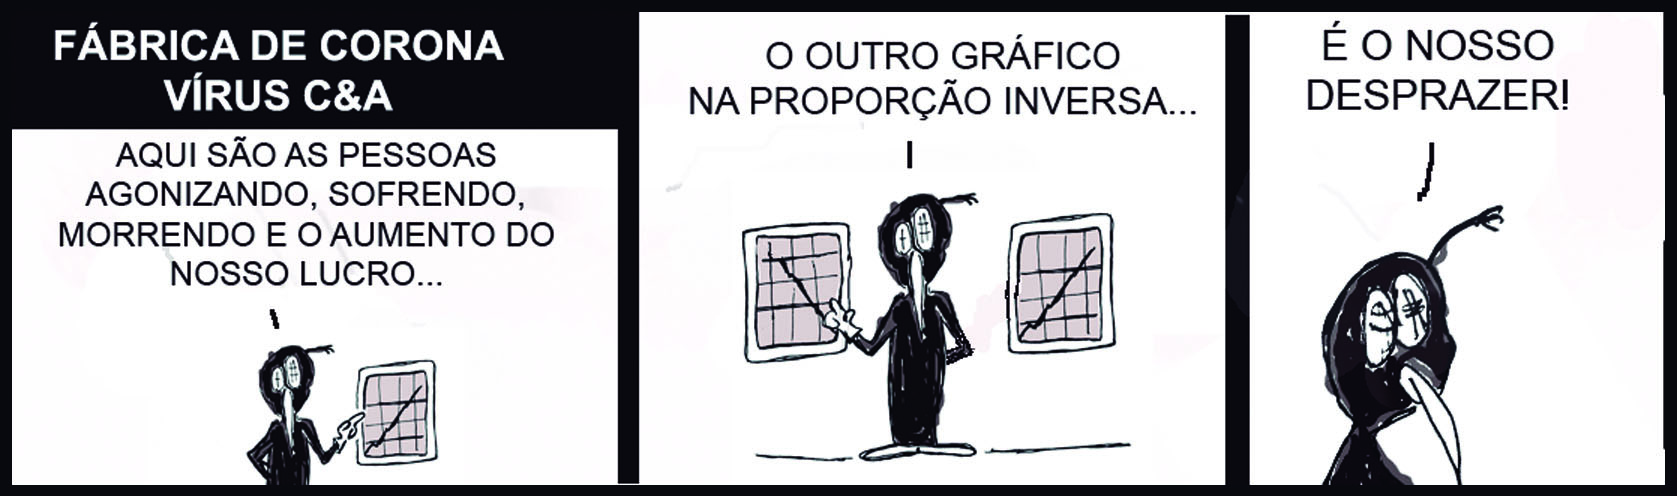 FÁBRICA DE CORONA
VÍRUS C&A
AQUI SÃO AS PESSOAS
AGONIZANDO, SOFRENDO,
MORRENDO E O AUMENTO DO
NOSSO LUCRO...
O OUTRO GRÁFICO
NA PROPORÇÃO INVERSA...
É O NOSSO
DESPRAZER!